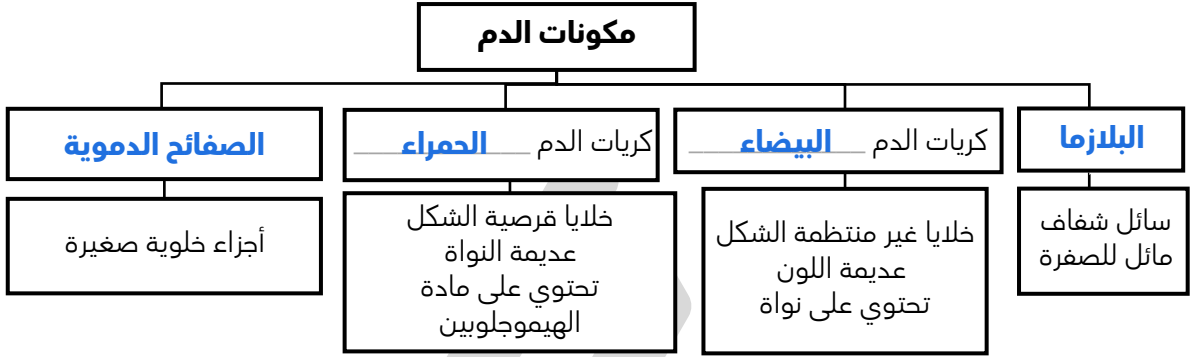 مكونات الدم
البلازما
كريات الدم البيضاء
كريات الدم الحمراء
الصفائح الدموية
سائل شفاف
مائل للصفرة
خلايا غير منتظمة الشكل
عديمة اللون
تحتوي على نواة
خلايا قرصية الشكل
عديمة النواة
تحتوي على مادة
الهيموجلوبين
أجزاء خلوية صغيرة